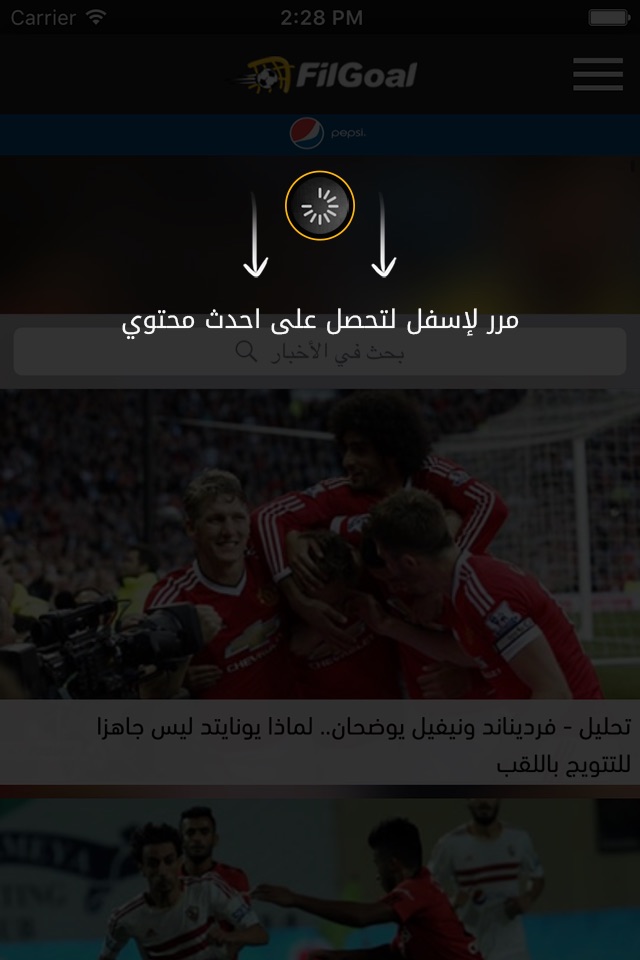 Carrier
2:28 PM
FilGoal
pepsi.
مرر لإسفل لتحصل على احدث محتوي
بحث في الأخبار
CHEVROLET
تحليل - فرديناند ونيفيل يوضحان.. لماذا يونايتد ليس جاهزا
للتتويج باللقب